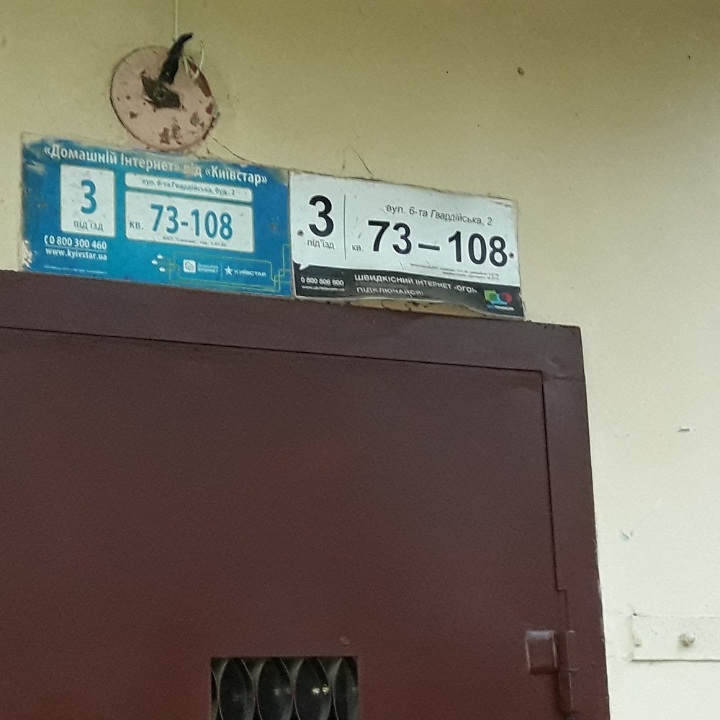 «Домашній Інтернет» від «Київстар»
3
під'їзд
вул. 6-та Гвардійська, буд. 2
кв. 73-108
0 800 300 460
www.kyivstar.ua
КИЇВСТАР
3
під'їзд
вул. 6-та Гвардійська, 2
кв. 73–108
0 800 506 800
ШВИДКІСНИЙ ІНТЕРНЕТ «ОГО!»
ПІДКЛЮЧАЙСЯ!